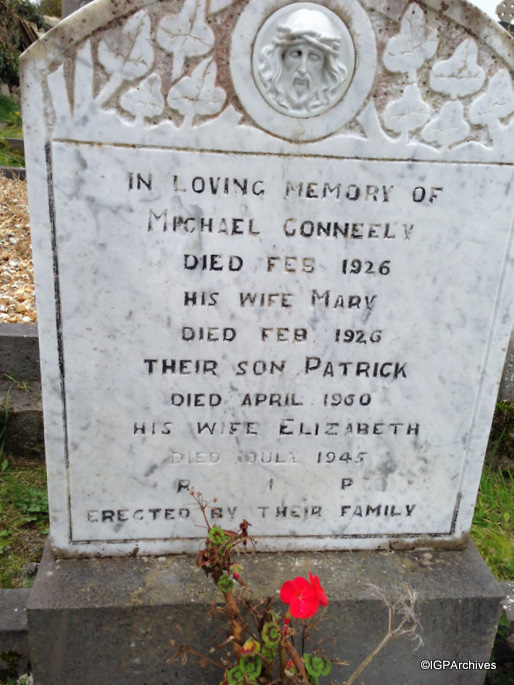 IN LOVING MEMORY OF
MICHAEL CONNEELY
DIED FEB 1926
HIS WIFE MARY
DIED FEB 1926
THEIR SON PATRICK
DIED APRIL 1960
HIS WIFE ELIZABETH
DIED JULY 1945
R I P
ERECTED BY THEIR FAMILY
©IGPArchives